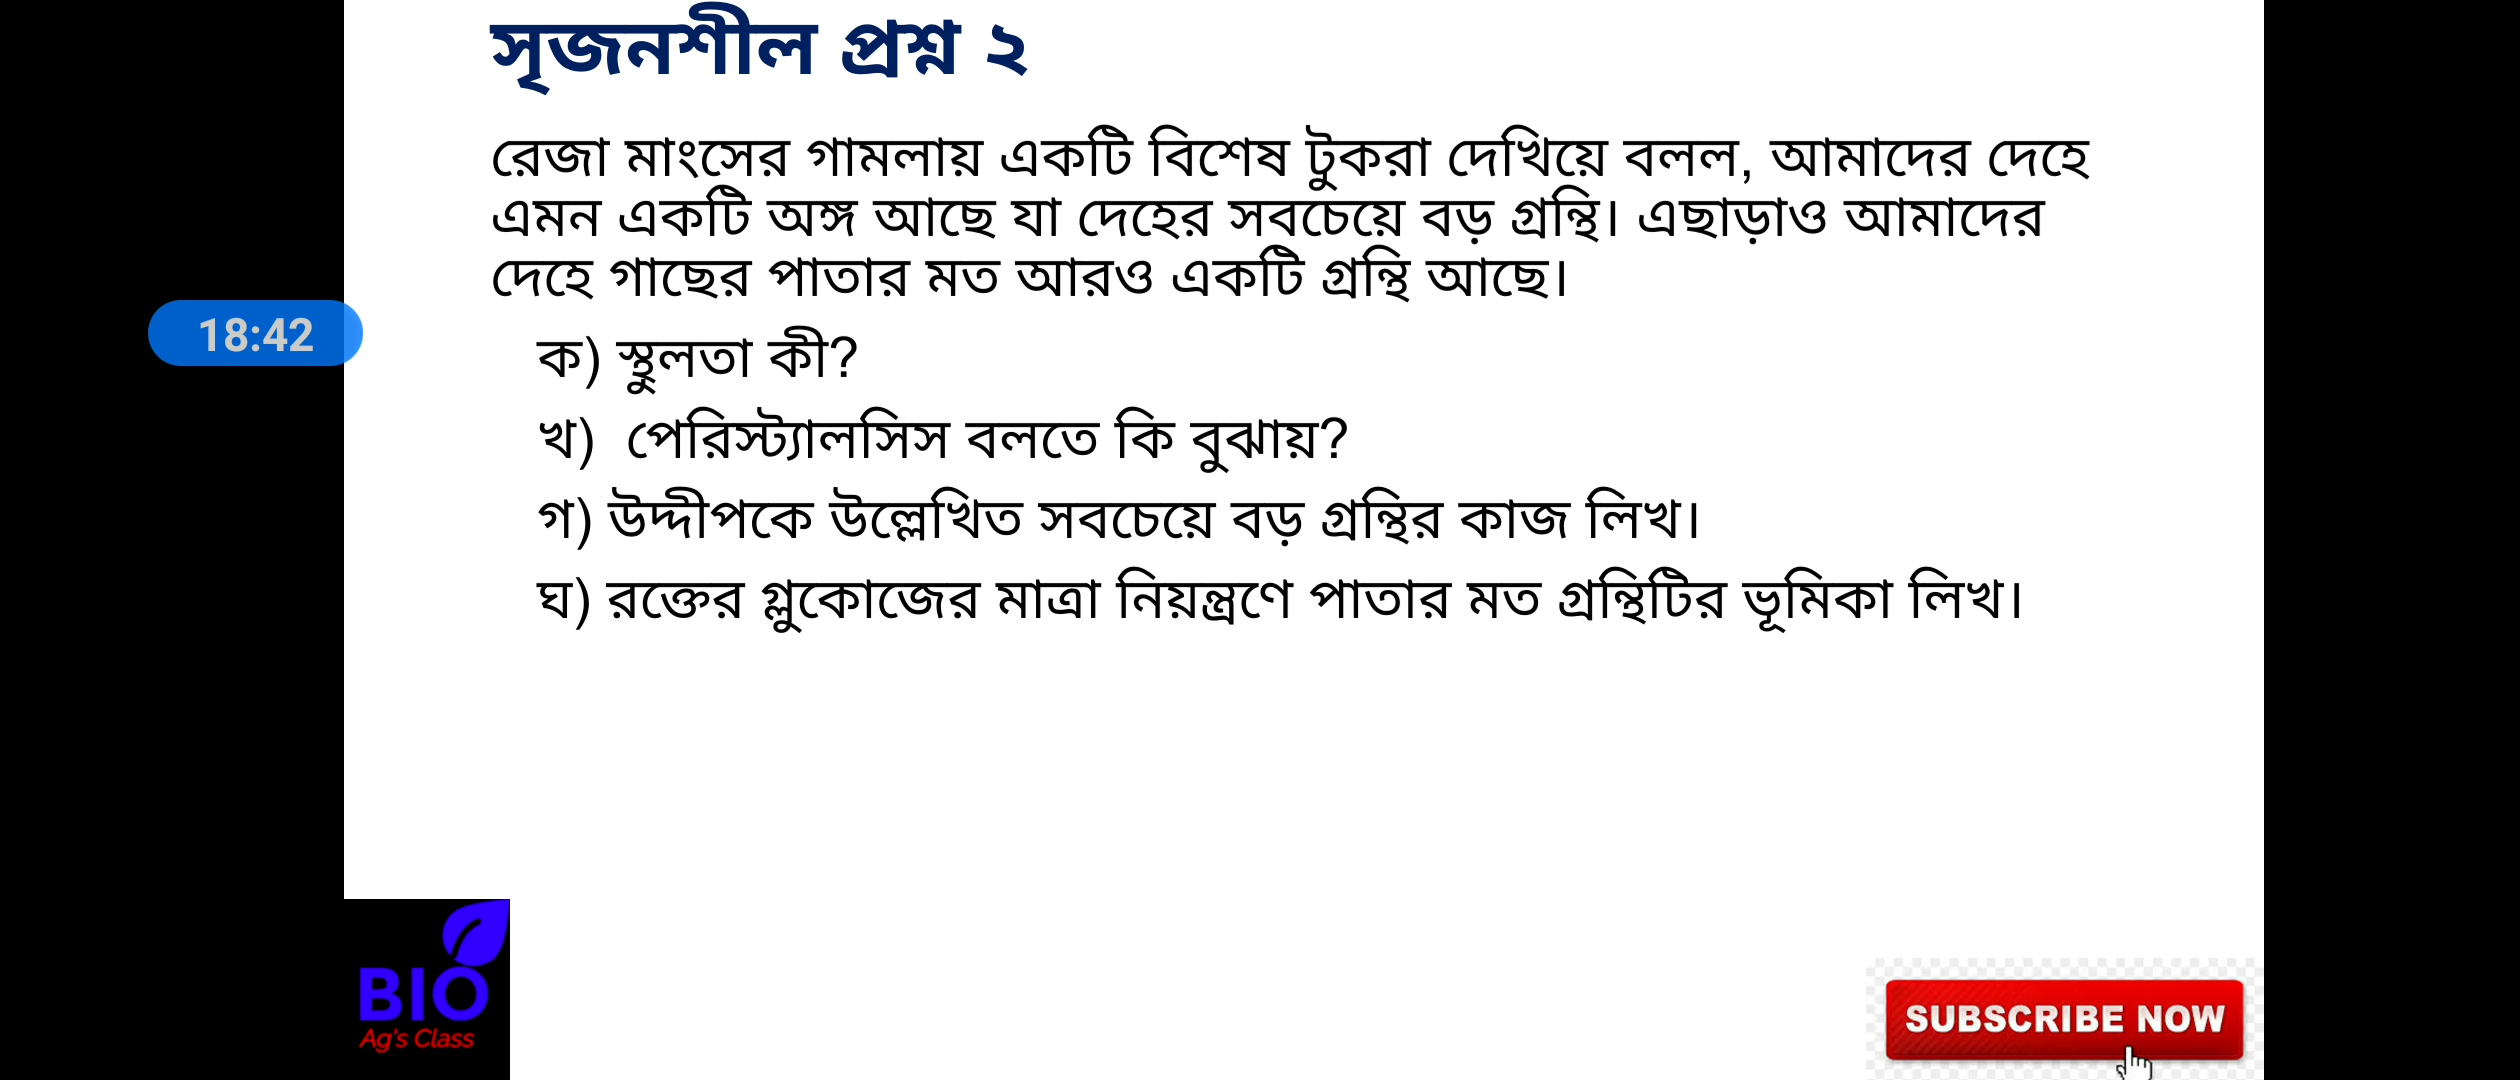 সৃজনশীল প্রশ্ন ২
রেজা মাংসের গামলায় একটি বিশেষ টুকরা দেখিয়ে বলল, আমাদের দেহে
এমন একটি অঙ্গ আছে যা দেহের সবচেয়ে বড় গ্রন্থি। এছাড়াও আমাদের
দেহে গাছের পাতার মত আরও একটি গ্রন্থি আছে।
18:42
ক) স্থুলতা কী?
খ) পেরিস্ট্যালসিস বলতে কি বুঝায়?
গ) উদ্দীপকে উল্লেখিত সবচেয়ে বড় গ্রন্থির কাজ লিখ।
ঘ) রক্তের গ্লুকোজের মাত্রা নিয়ন্ত্রণে পাতার মত গ্রন্থিটির ভূমিকা লিখ।
BIO
Ag's Class
SUBSCRIBE NOW